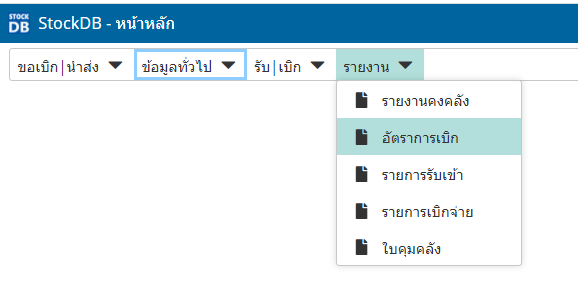 STOCK DB StockDB - หน้าหลัก
ขอเบิก|นำส่ง ข้อมูลทั่วไป รับ|เบิก รายงาน
รายงานคงคลัง
อัตราการเบิก
รายการรับเข้า
รายการเบิกจ่าย
ใบคุมคลัง